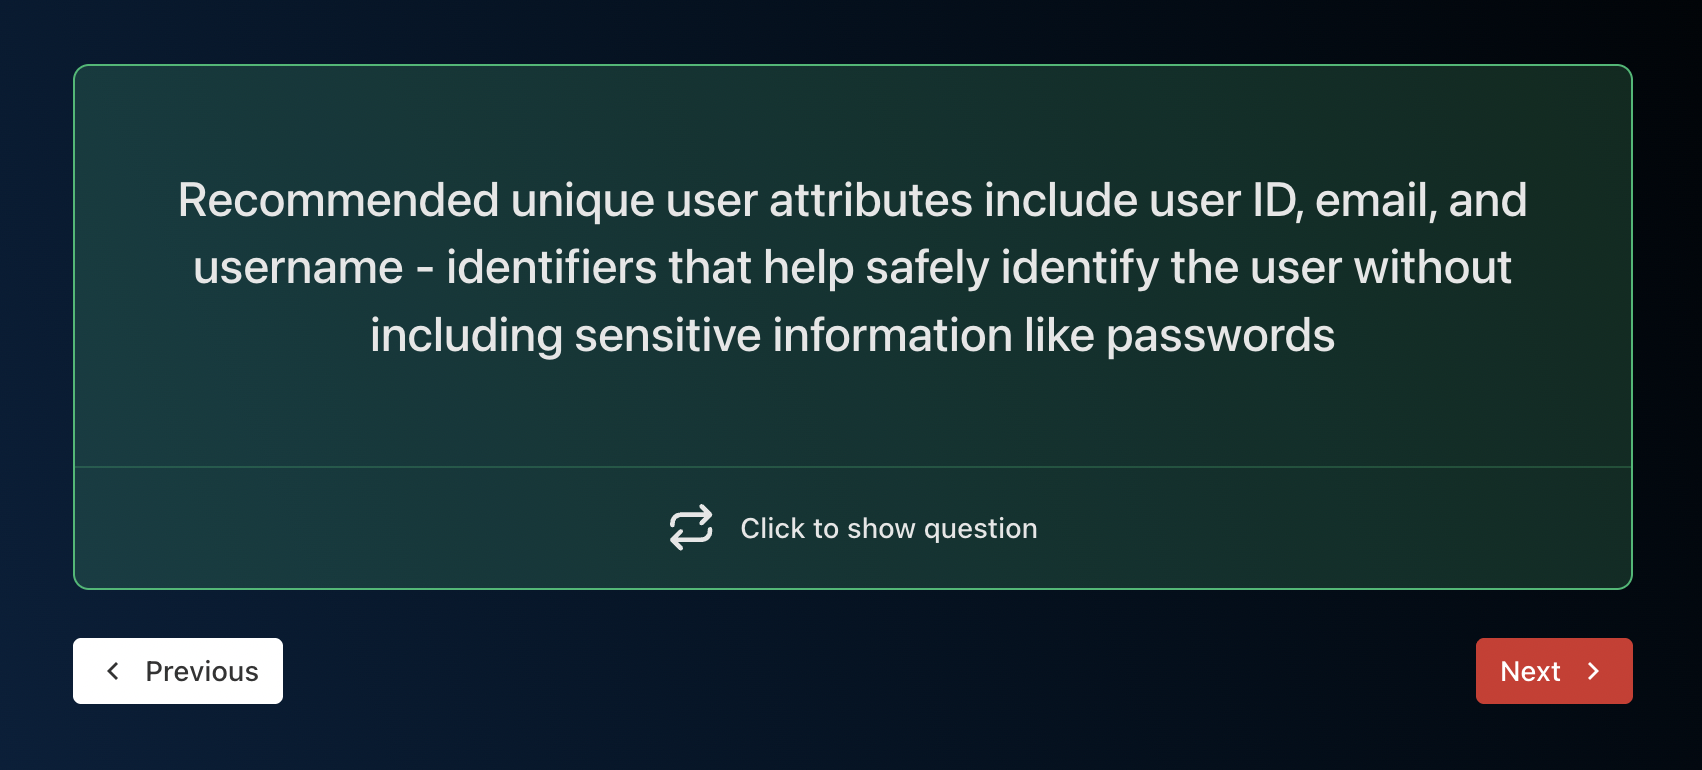 Recommended unique user attributes include user ID, email, and
username - identifiers that help safely identify the user without
including sensitive information like passwords
Click to show question
Previous
Next